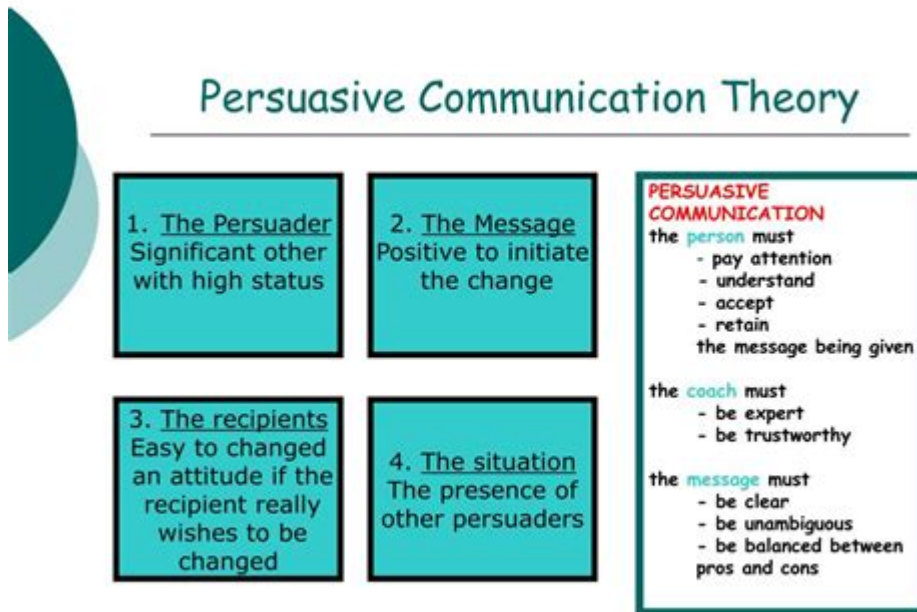 Persuasive Communication Theory
1. The Persuader
Significant other
with high status
2. The Message
Positive to initiate
the change
3. The recipients
Easy to changed
an attitude if the
recipient really
wishes to be
changed
4. The situation
The presence of
other persuaders
PERSUASIVE
COMMUNICATION
the person must
- pay attention
- understand
- accept
- retain
the message being given
the coach must
- be expert
- be trustworthy
the message must
- be clear
- be unambiguous
- be balanced between
pros and cons